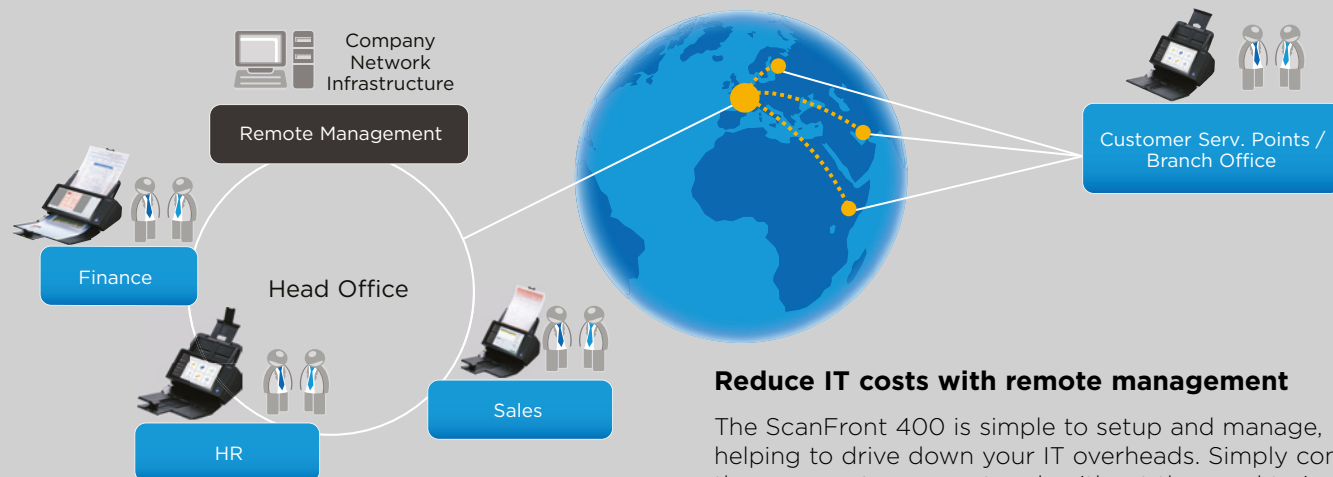 Company
Network
Infrastructure
Remote Management
Finance
Head Office
HR
Sales
Customer Serv. Points /
Branch Office
Reduce IT costs with remote management
The ScanFront 400 is simple to setup and manage,
helping to drive down your IT overheads. Simply